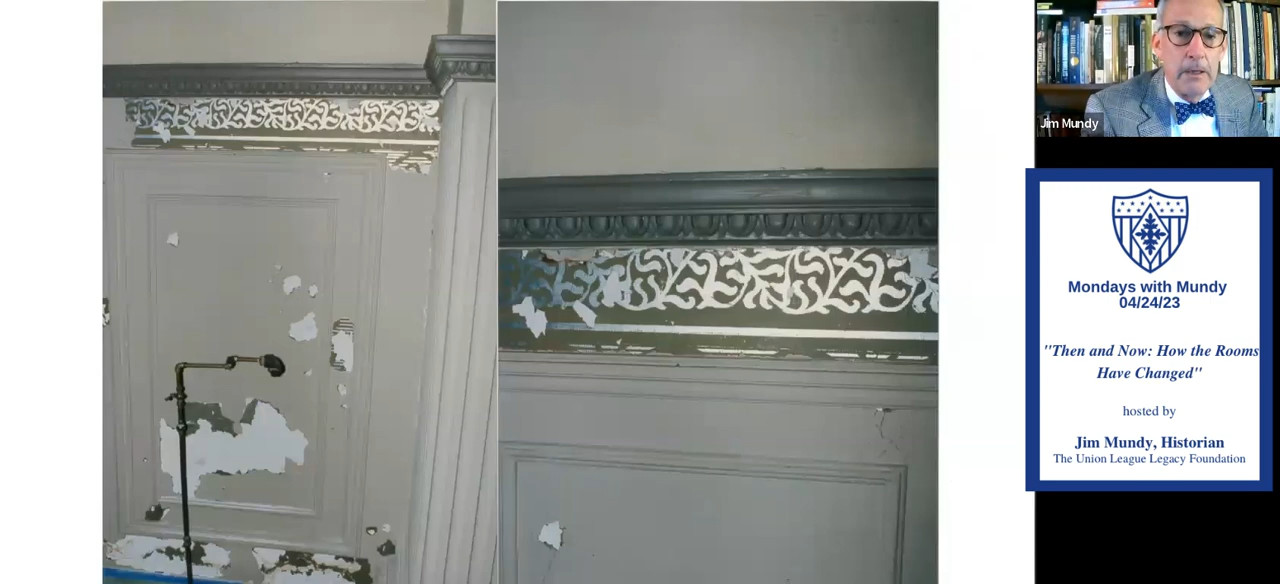 Jim Mundy
Mondays with Mundy
04/24/23
"Then and Now: How the Rooms
Have Changed"
hosted by
Jim Mundy, Historian
The Union League Legacy Foundation